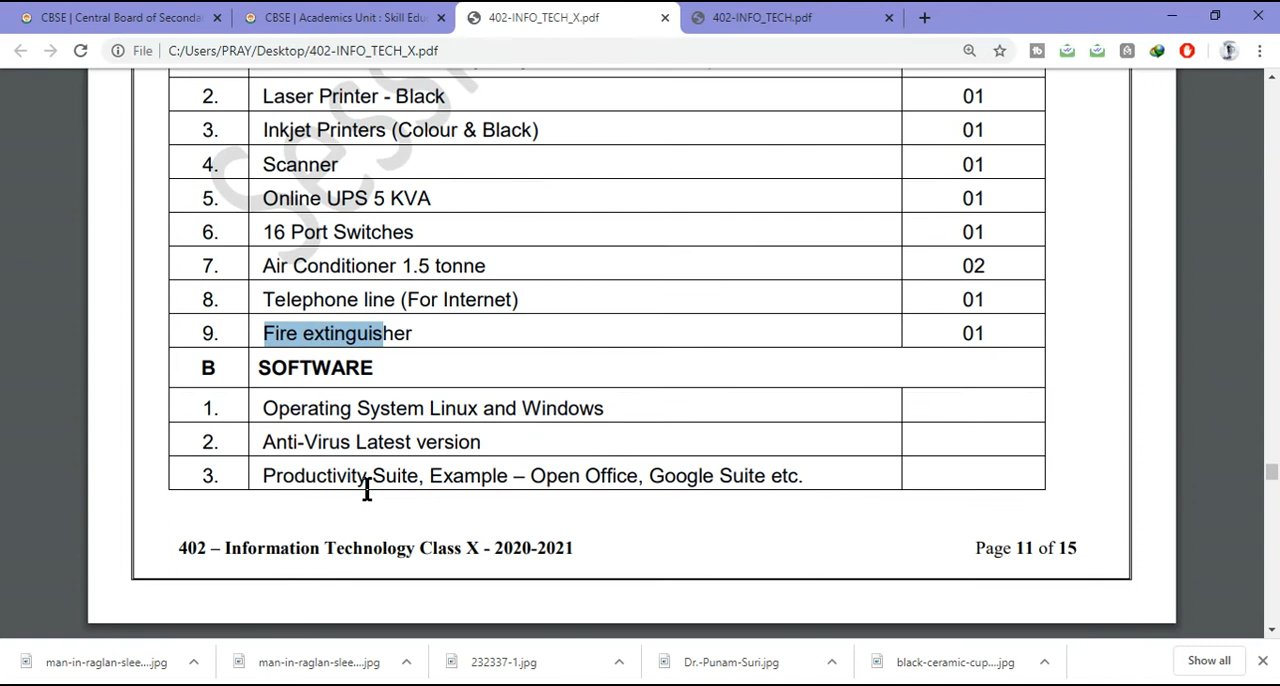 CBSE | Central Board of Seconda
CBSE | Academics Unit : Skill Edu
402-INFO_TECH_X.pdf
402-INFO_TECH.pdf
File | C:/Users/PRAY/Desktop/402-INFO_TECH_X.pdf
2. Laser Printer - Black 01
3. Inkjet Printers (Colour & Black) 01
4. Scanner 01
5. Online UPS 5 KVA 01
6. 16 Port Switches 01
7. Air Conditioner 1.5 tonne 02
8. Telephone line (For Internet) 01
9. Fire extinguisher 01
B SOFTWARE
1. Operating System Linux and Windows
2. Anti-Virus Latest version
3. Productivity Suite, Example – Open Office, Google Suite etc.
402 – Information Technology Class X - 2020-2021 Page 11 of 15
man-in-raglan-slee....jpg
man-in-raglan-slee....jpg
232337-1.jpg
Dr.-Punam-Suri.jpg
black-ceramic-cup....jpg
Show all